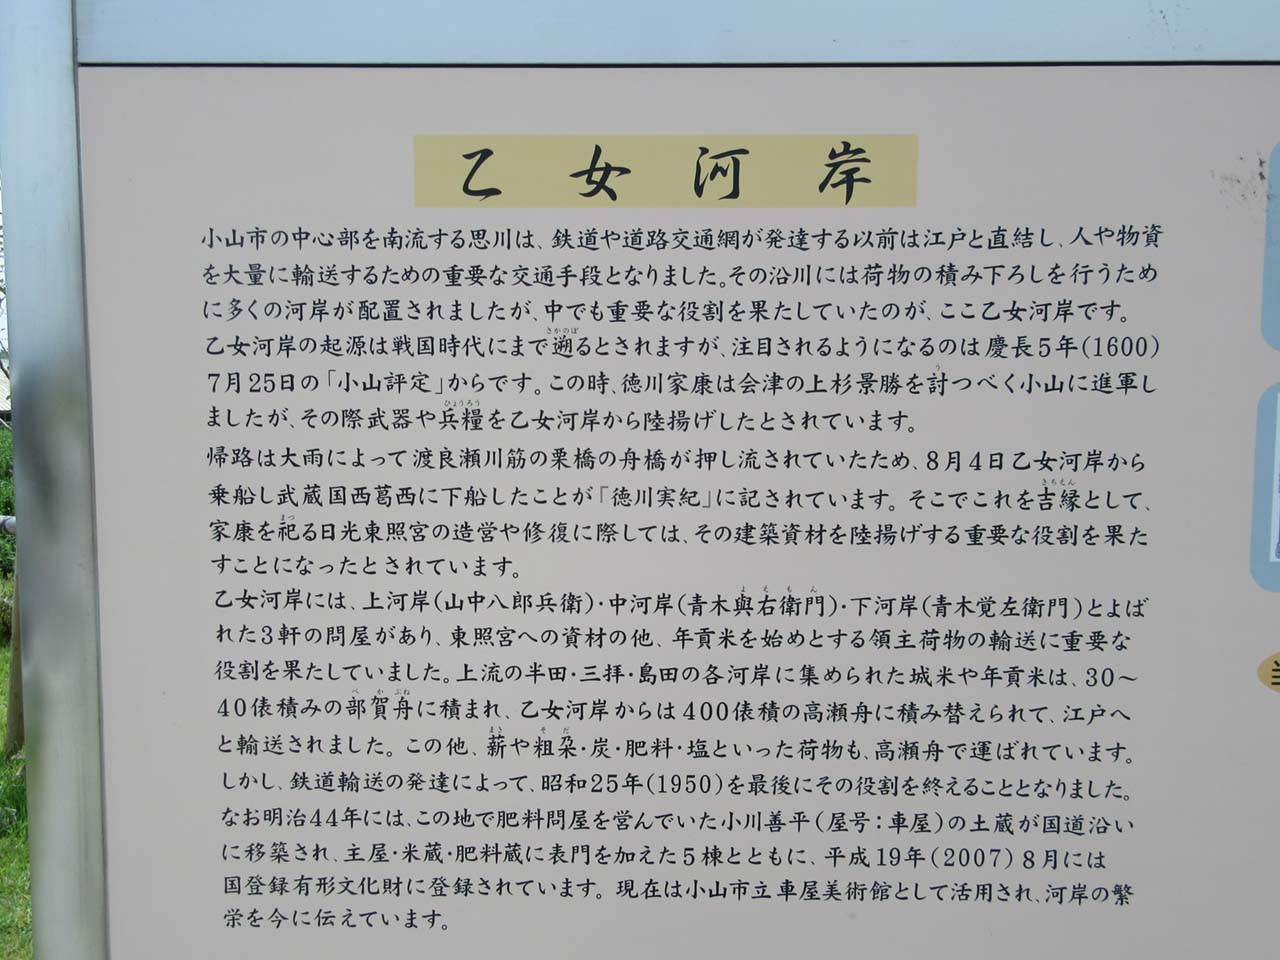 乙女河岸
小山市の中心部を南流する思川は、鉄道や道路交通網が発達する以前は江戸と直結し、人や物資
を大量に輸送するための重要な交通手段となりました。その沿川には荷物の積み下ろしを行うため
に多くの河岸が配置されましたが、中でも重要な役割を果たしていたのが、ここ乙女河岸です。
さかのぼ
乙女河岸の起源は戦国時代にまで遡るとされますが、注目されるようになるのは慶長5年(1600)
う
7月25日の「小山評定」からです。この時、徳川家康は会津の上杉景勝を討つべく小山に進軍し
ひょうろう
ましたが、その際武器や兵糧を乙女河岸から陸揚げしたとされています。
帰路は大雨によって渡良瀬川筋の栗橋の舟橋が押し流されていたため、8月4日乙女河岸から
きちえん
乗船し武蔵国西葛西に下船したことが「徳川実紀」に記されています。そこでこれを吉縁として、
まつ
家康を祀る日光東照宮の造営や修復に際しては、その建築資材を陸揚げする重要な役割を果た
すことになったとされています。
よえもん
乙女河岸には、上河岸(山中八郎兵衛)・中河岸(青木與右衛門)・下河岸(青木覚左衛門)とよば
れた3軒の問屋があり、東照宮への資材の他、年貢米を始めとする領主荷物の輸送に重要な
役割を果たしていました。上流の半田・三拝・島田の各河岸に集められた城米や年貢米は、30～
べかぶね
40俵積みの部賀舟に積まれ、乙女河岸からは400俵積の高瀬舟に積み替えられて、江戸へ
まき そだ
と輸送されました。この他、薪や粗朶・炭・肥料・塩といった荷物も、高瀬舟で運ばれています。
しかし、鉄道輸送の発達によって、昭和25年(1950)を最後にその役割を終えることとなりました。
なお明治44年には、この地で肥料問屋を営んでいた小川善平(屋号：車屋)の土蔵が国道沿い
に移築され、主屋・米蔵・肥料蔵に表門を加えた5棟とともに、平成19年(2007)8月には
国登録有形文化財に登録されています。現在は小山市立車屋美術館として活用され、河岸の繁
栄を今に伝えています。